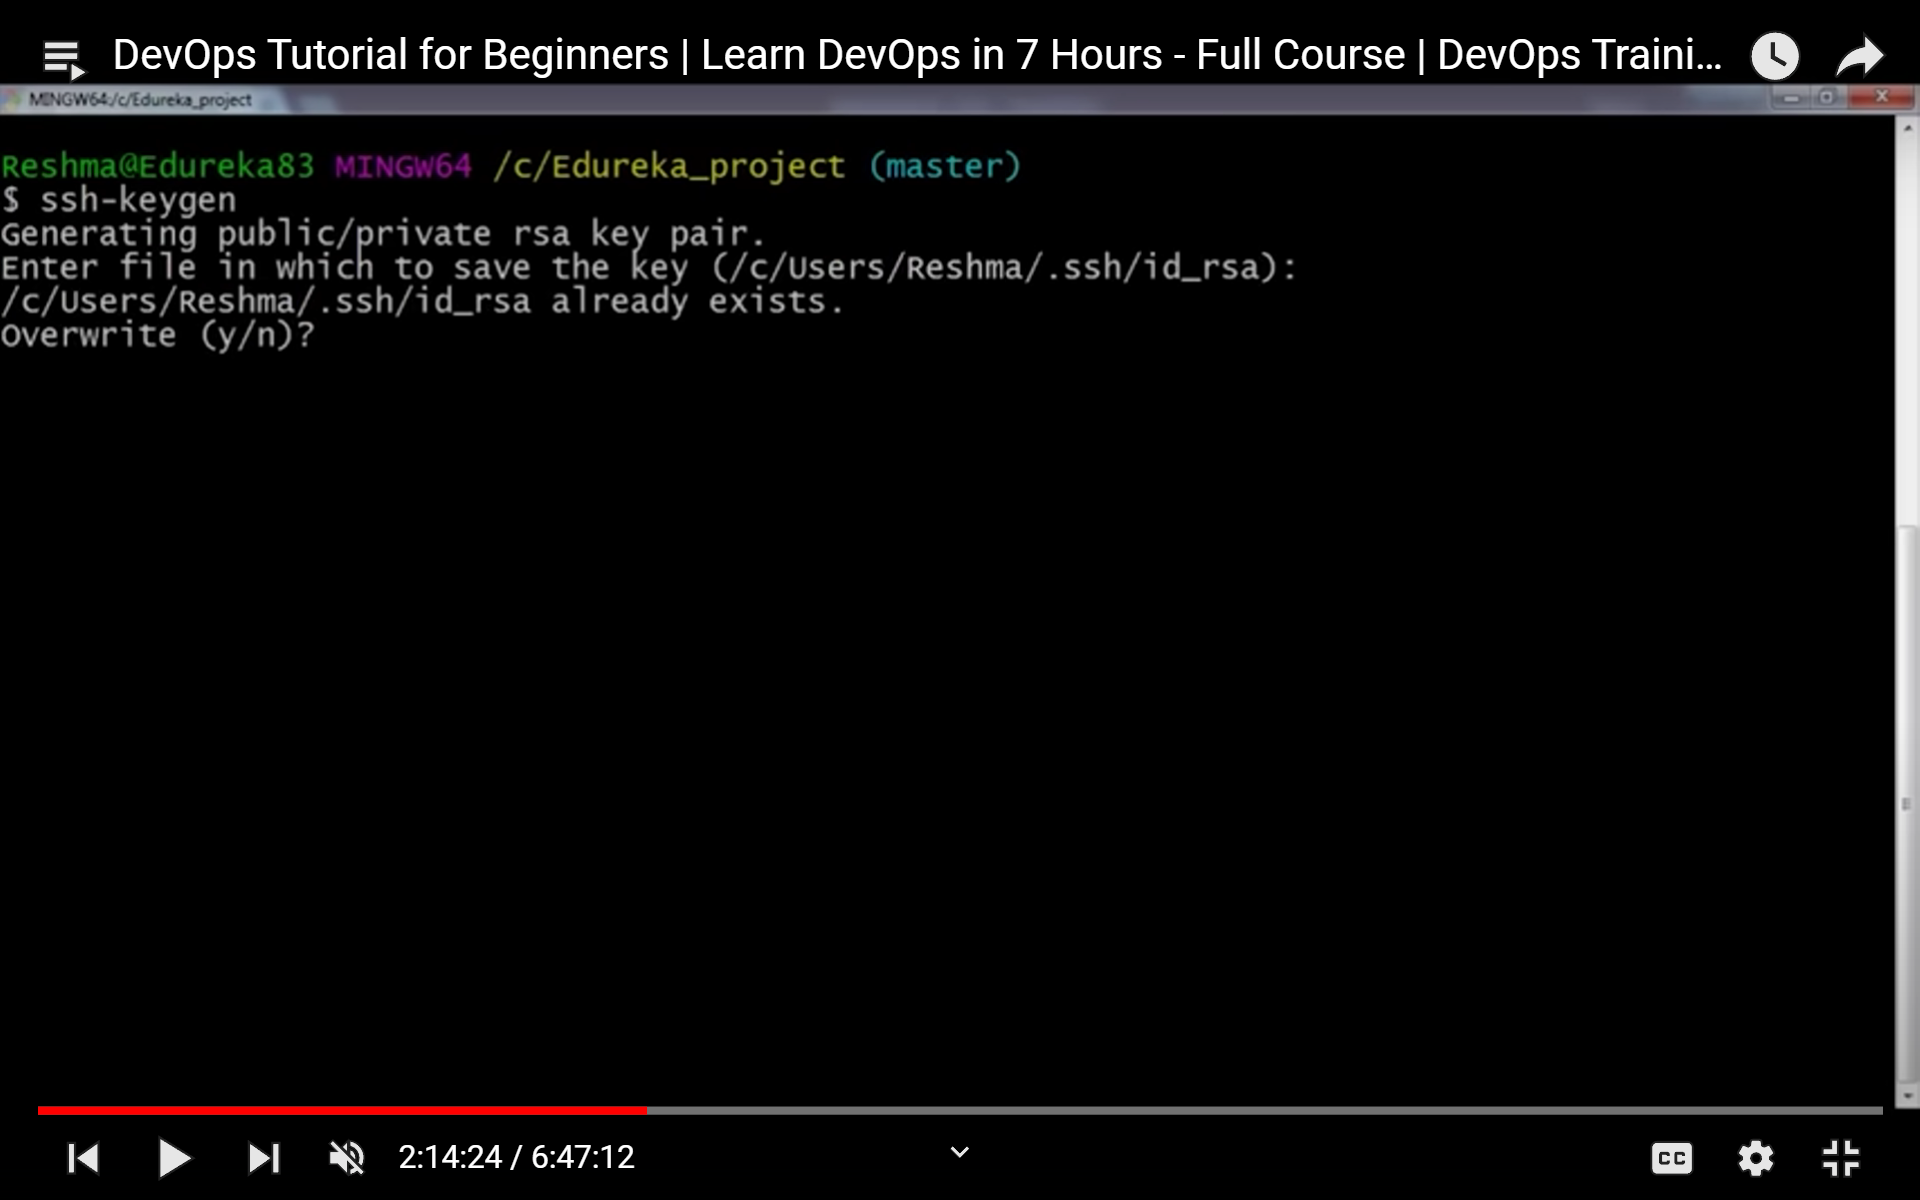 DevOps Tutorial for Beginners | Learn DevOps in 7 Hours - Full Course | DevOps Traini...
MINGW64:/c/Edureka_project
Reshma@Edureka83 MINGW64 /c/Edureka_project (master)
$ ssh-keygen
Generating public/private rsa key pair.
Enter file in which to save the key (/c/Users/Reshma/.ssh/id_rsa):
/c/Users/Reshma/.ssh/id_rsa already exists.
Overwrite (y/n)?
2:14:24 / 6:47:12
CC